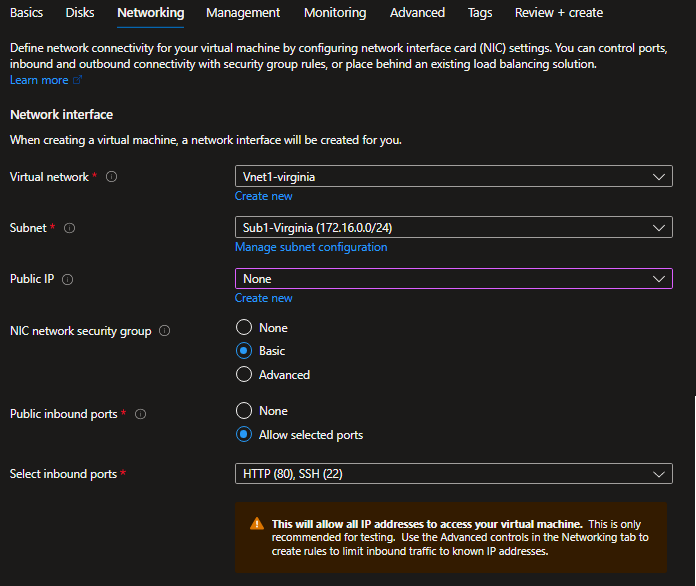 Basics Disks Networking Management Monitoring Advanced Tags Review + create
Define network connectivity for your virtual machine by configuring network interface card (NIC) settings. You can control ports,
inbound and outbound connectivity with security group rules, or place behind an existing load balancing solution.
Learn more
Network interface
When creating a virtual machine, a network interface will be created for you.
Virtual network *
Vnet1-virginia
Create new
Subnet *
Sub1-Virginia (172.16.0.0/24)
Manage subnet configuration
Public IP
None
Create new
NIC network security group
None
Basic
Advanced
Public inbound ports *
None
Allow selected ports
Select inbound ports *
HTTP (80), SSH (22)
This will allow all IP addresses to access your virtual machine. This is only
recommended for testing. Use the Advanced controls in the Networking tab to
create rules to limit inbound traffic to known IP addresses.